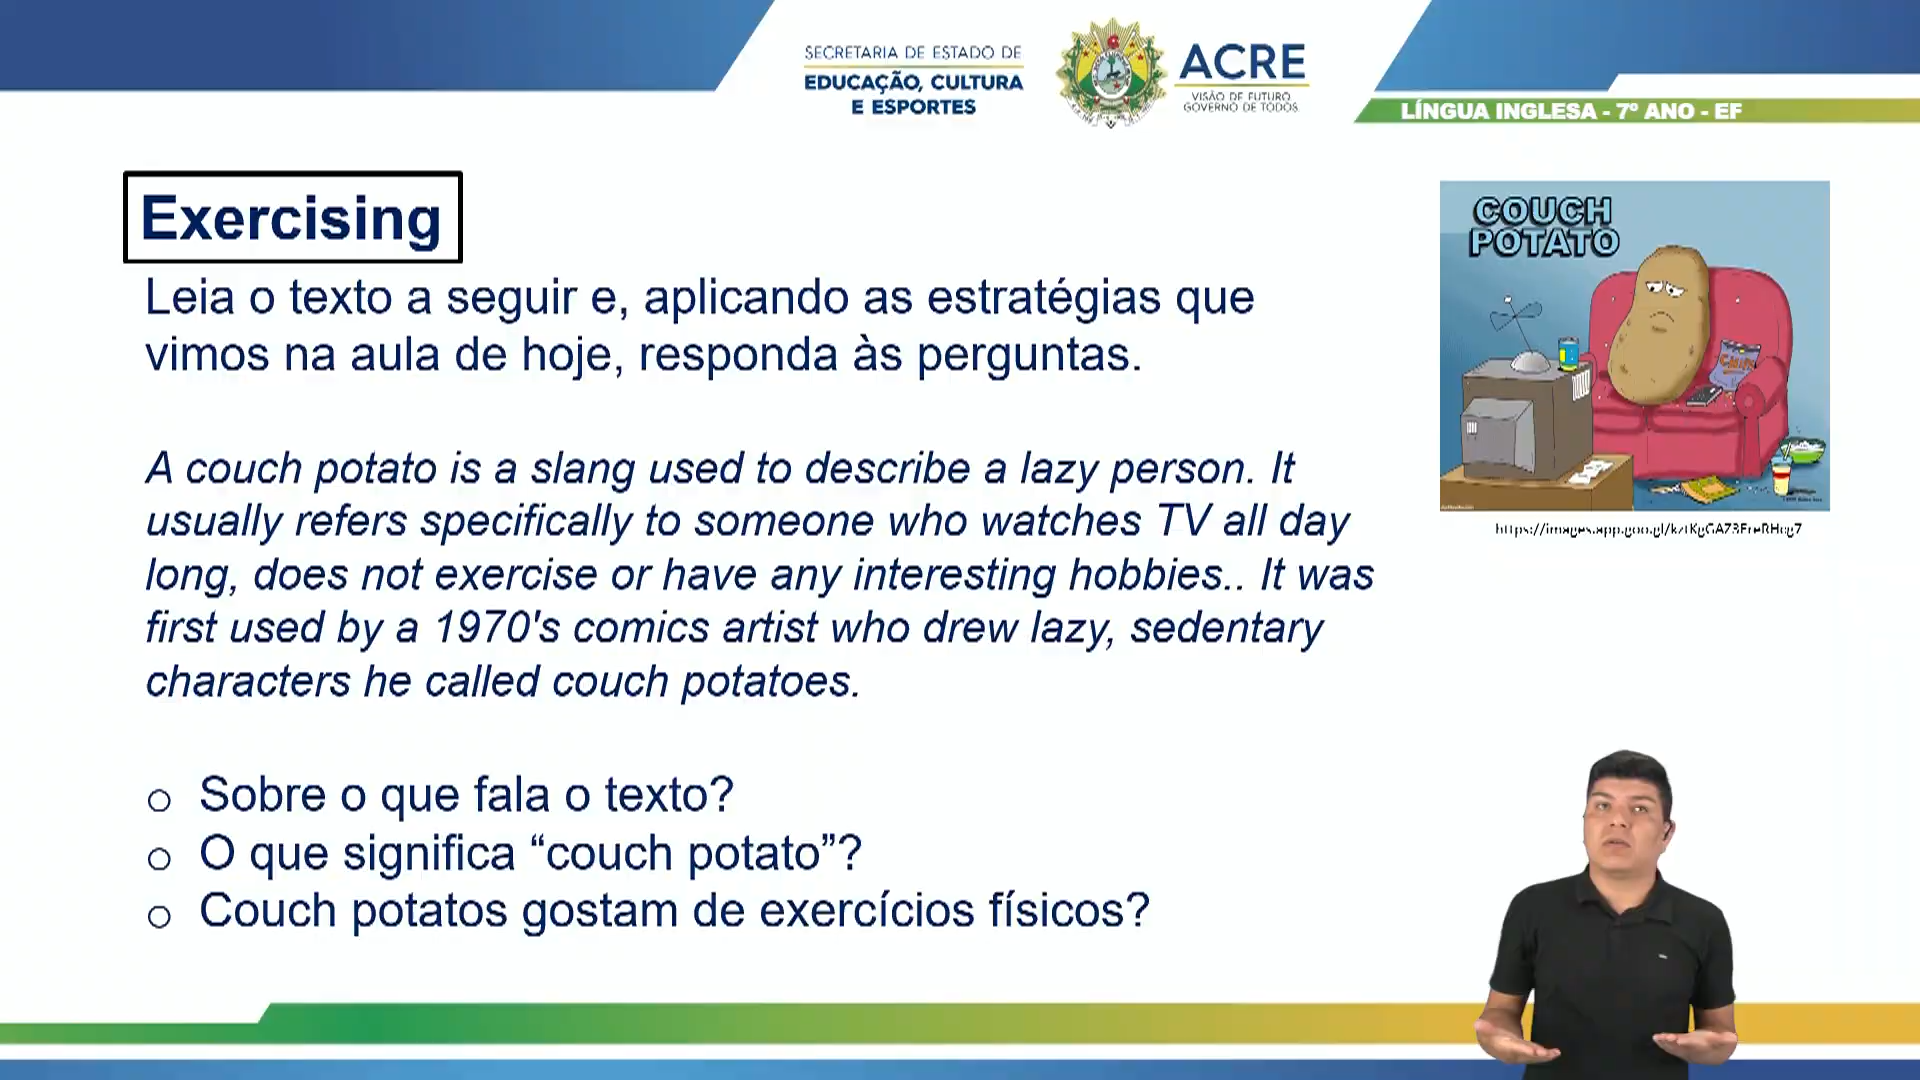 SECRETARIA DE ESTADO DE
EDUCAÇÃO, CULTURA
E ESPORTES
ACRE
VISÃO DE FUTURO
GOVERNO DE TODOS
LÍNGUA INGLESA - 7º ANO - EF
Exercising
Leia o texto a seguir e, aplicando as estratégias que
vimos na aula de hoje, responda às perguntas.
COUCH
POTATO
CHIPS
A couch potato is a slang used to describe a lazy person. It
usually refers specifically to someone who watches TV all day
long, does not exercise or have any interesting hobbies.. It was
first used by a 1970's comics artist who drew lazy, sedentary
characters he called couch potatoes.
o Sobre o que fala o texto?
o O que significa “couch potato”?
o Couch potatos gostam de exercícios físicos?